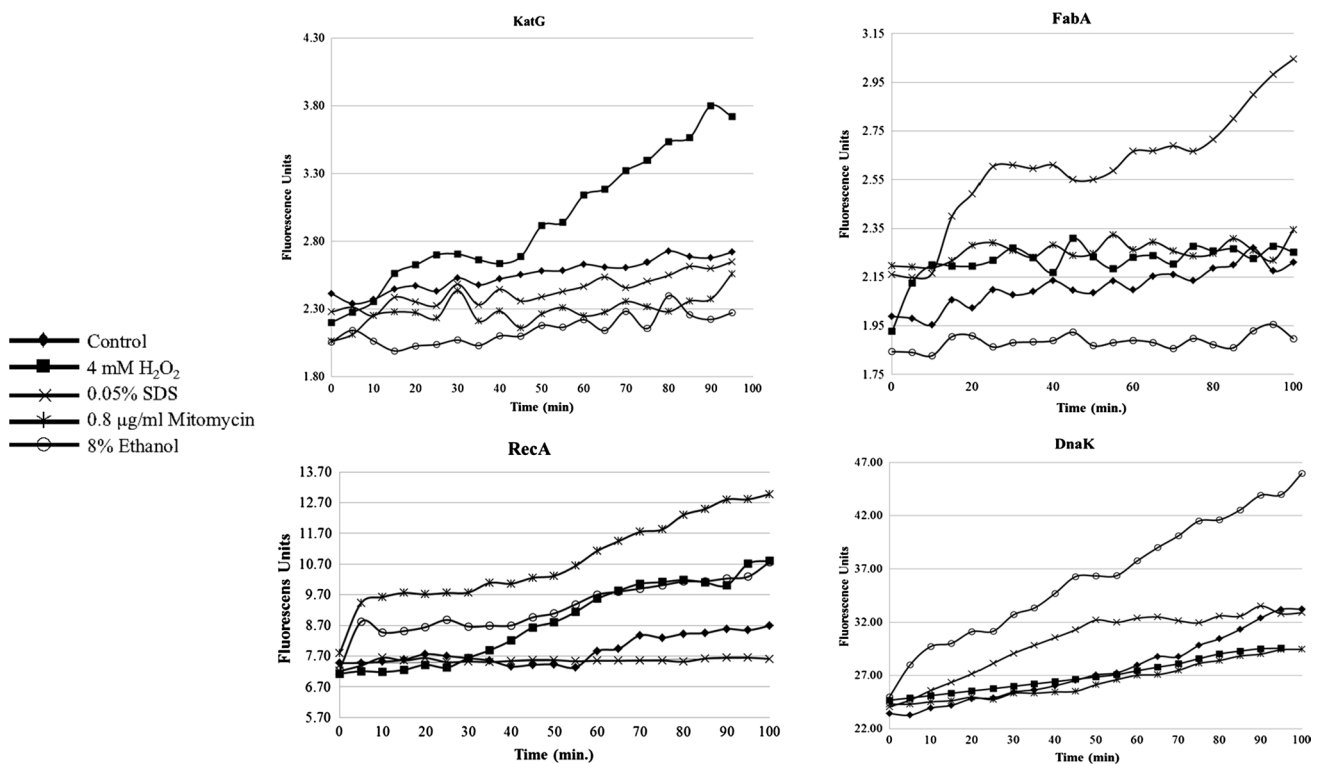 KatG
4.30
3.80
3.30
2.80
2.30
1.80
Fluorescence Units
0 10 20 30 40 50 60 70 80 90 100
Time (min)
FabA
3.15
2.95
2.75
2.55
2.35
2.15
1.95
1.75
Fluorescence Units
0 20 40 60 80 100
Time (min.)
Control
4 mM H₂O₂
0.05% SDS
0.8 µg/ml Mitomycin
8% Ethanol
RecA
13.70
12.70
11.70
10.70
9.70
8.70
7.70
6.70
5.70
Fluorescens Units
0 10 20 30 40 50 60 70 80 90 100
Time (min.)
DnaK
47.00
42.00
37.00
32.00
27.00
22.00
Fluorescence Units
0 10 20 30 40 50 60 70 80 90 100
Time (min.)